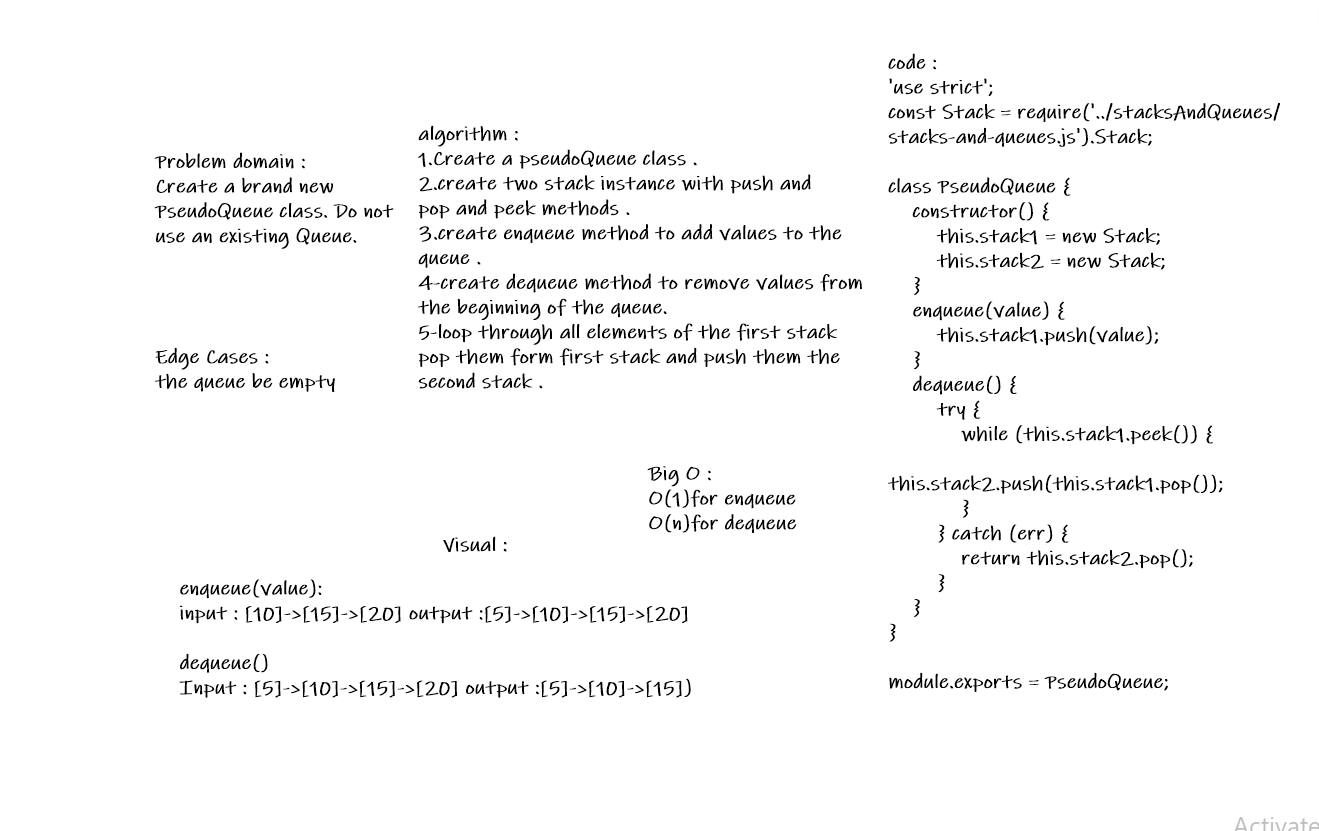 Problem domain :
Create a brand new
PseudoQueue class. Do not
use an existing Queue.
Edge Cases :
the queue be empty
algorithm :
1.Create a pseudoQueue class .
2.create two stack instance with push and
pop and peek methods .
3.create enqueue method to add values to the
queue .
4-create dequeue method to remove values from
the beginning of the queue.
5-loop through all elements of the first stack
pop them form first stack and push them the
second stack .
Big O :
O(1)for enqueue
O(n)for dequeue
Visual :
enqueue(value):
input : [10]->[15]->[20] output :[5]->[10]->[15]->[20]
dequeue()
Input : [5]->[10]->[15]->[20] output :[5]->[10]->[15])
code :
'use strict';
const Stack = require('../stacksAndQueues/
stacks-and-queues.js').Stack;
class PseudoQueue {
constructor() {
this.stack1 = new Stack;
this.stack2 = new Stack;
}
enqueue(value) {
this.stack1.push(value);
}
dequeue() {
try {
while (this.stack1.peek()) {
this.stack2.push(this.stack1.pop());
}
} catch (err) {
return this.stack2.pop();
}
}
}
module.exports = PseudoQueue;
Activate